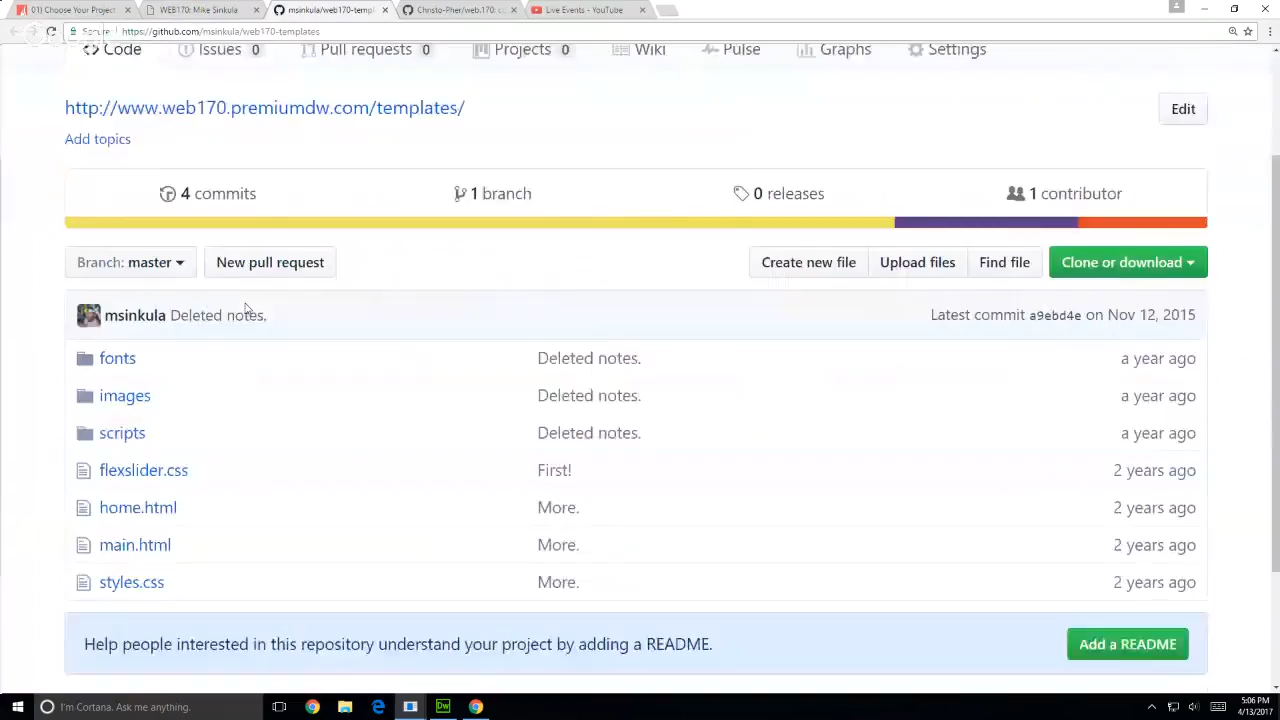 01) Choose Your Project
WEB170: Mike Sinkula
msinkula/web170-templ
Christo-Pher/web170: c
Live Events - YouTube
Secure https://github.com/msinkula/web170-templates
Code Issues 0 Pull requests 0 Projects 0 Wiki Pulse Graphs Settings
http://www.web170.premiumdw.com/templates/
Edit
Add topics
4 commits 1 branch 0 releases 1 contributor
Branch: master New pull request Create new file Upload files Find file Clone or download
msinkula Deleted notes. Latest commit a9ebd4e on Nov 12, 2015
fonts Deleted notes. a year ago
images Deleted notes. a year ago
scripts Deleted notes. a year ago
flexslider.css First! 2 years ago
home.html More. 2 years ago
main.html More. 2 years ago
styles.css More. 2 years ago
Help people interested in this repository understand your project by adding a README. Add a README
I'm Cortana. Ask me anything.
Dw
5:06 PM
4/13/2017